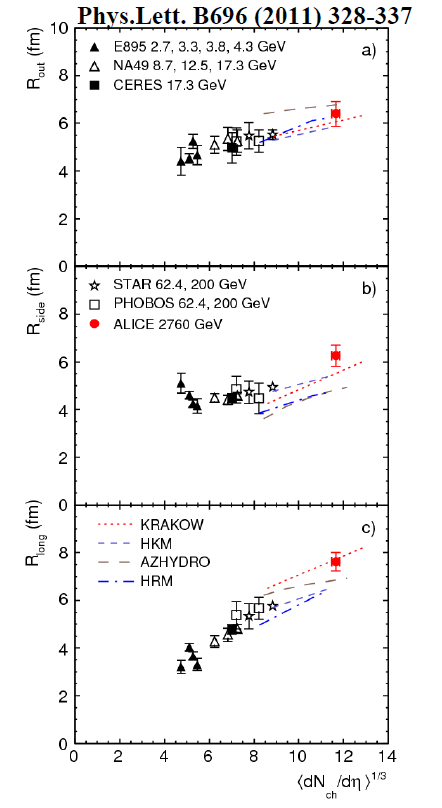 Phys.Lett. B696 (2011) 328-337
10
R_out (fm)
▲ E895 2.7, 3.3, 3.8, 4.3 GeV
△ NA49 8.7, 12.5, 17.3 GeV
■ CERES 17.3 GeV
a)
8
6
4
2
0
R_side (fm)
☆ STAR 62.4, 200 GeV
□ PHOBOS 62.4, 200 GeV
● ALICE 2760 GeV
b)
8
6
4
2
0
R_long (fm)
KRAKOW
HKM
AZHYDRO
HRM
c)
8
6
4
2
0
0 2 4 6 8 10 12 14
⟨dN_ch/dη⟩^1/3